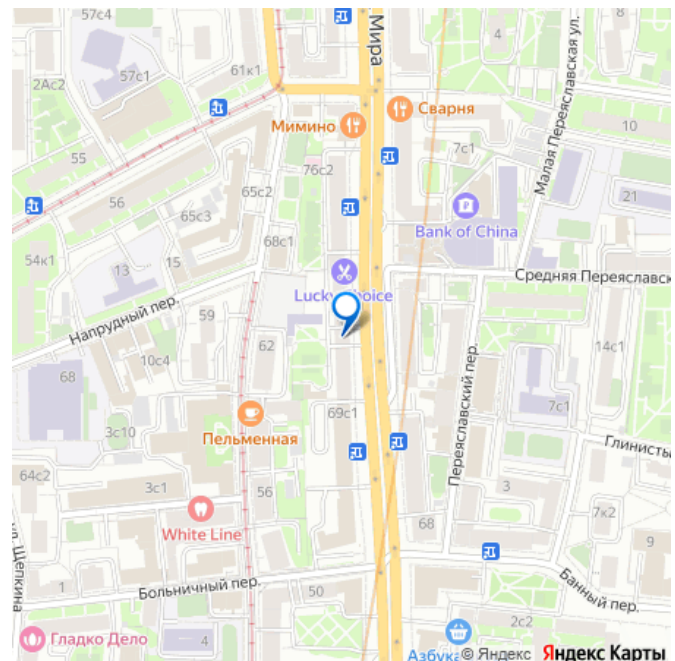 57с4
Мира
Малая Переяславская ул.
61к1
57с1
2Ас2
Сварня
Мимино
10
55
7с1
76с2
65с2
21
56
65с3
Bank of China
68с1
54к1
15
13
Средняя Переяславск
Lucky Choice
Напрудный пер.
59
62
14с1
10с4
Переяславский пер.
68
7с1
69с1
3с10
Пельменная
Глинисты
64с2
3с1
56
3
7к2
White Line
68
9
ул. Щепкина
1
Больничный пер.
50
Банный пер.
2с2
4
Гладко Дело
Азбука
© Яндекс Яндекс Карты